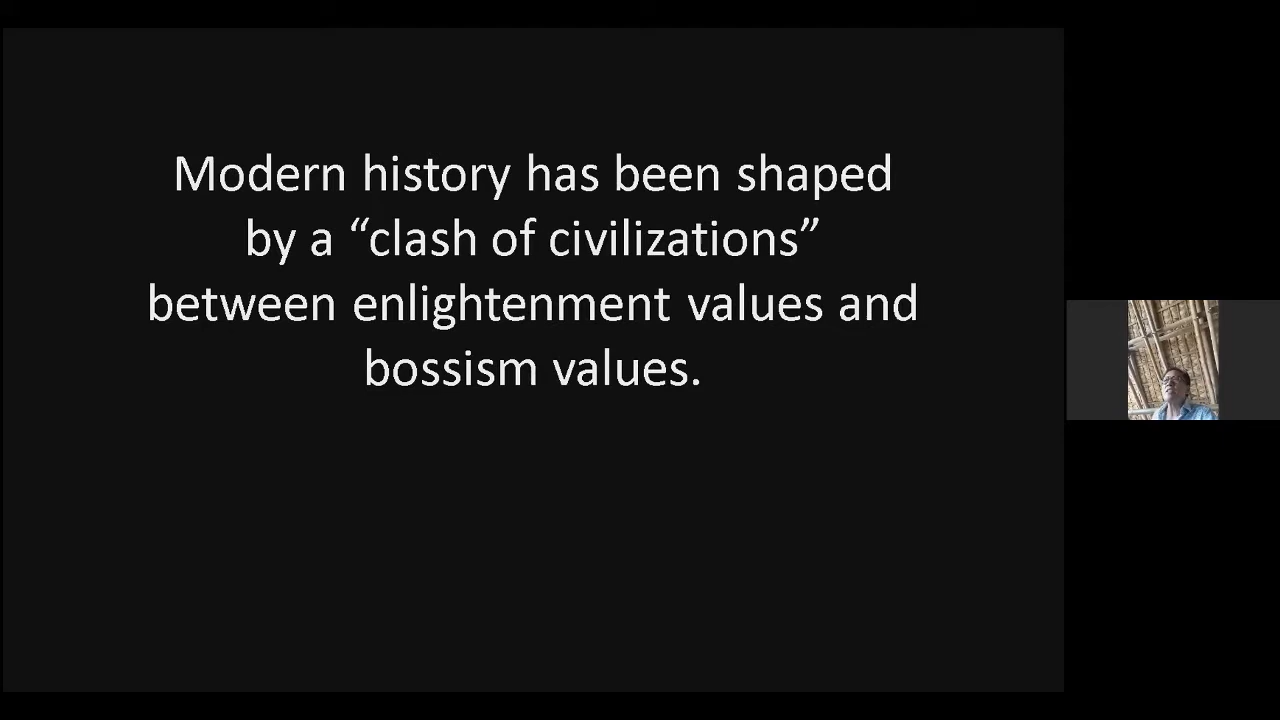 Modern history has been shaped
by a “clash of civilizations”
between enlightenment values and
bossism values.